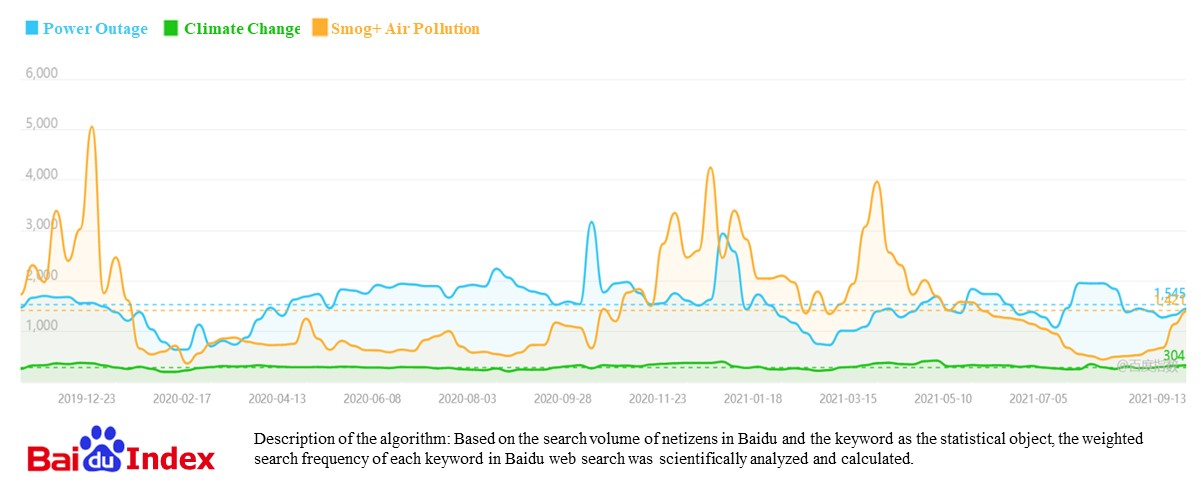 Power Outage Climate Change Smog+ Air Pollution
6,000
5,000
4,000
3,000
2,000
1,000
1,545
1,421
304
@百度指数
2019-12-23 2020-02-17 2020-04-13 2020-06-08 2020-08-03 2020-09-28 2020-11-23 2021-01-18 2021-03-15 2021-05-10 2021-07-05 2021-09-13
Bai du Index
Description of the algorithm: Based on the search volume of netizens in Baidu and the keyword as the statistical object, the weighted
search frequency of each keyword in Baidu web search was scientifically analyzed and calculated.